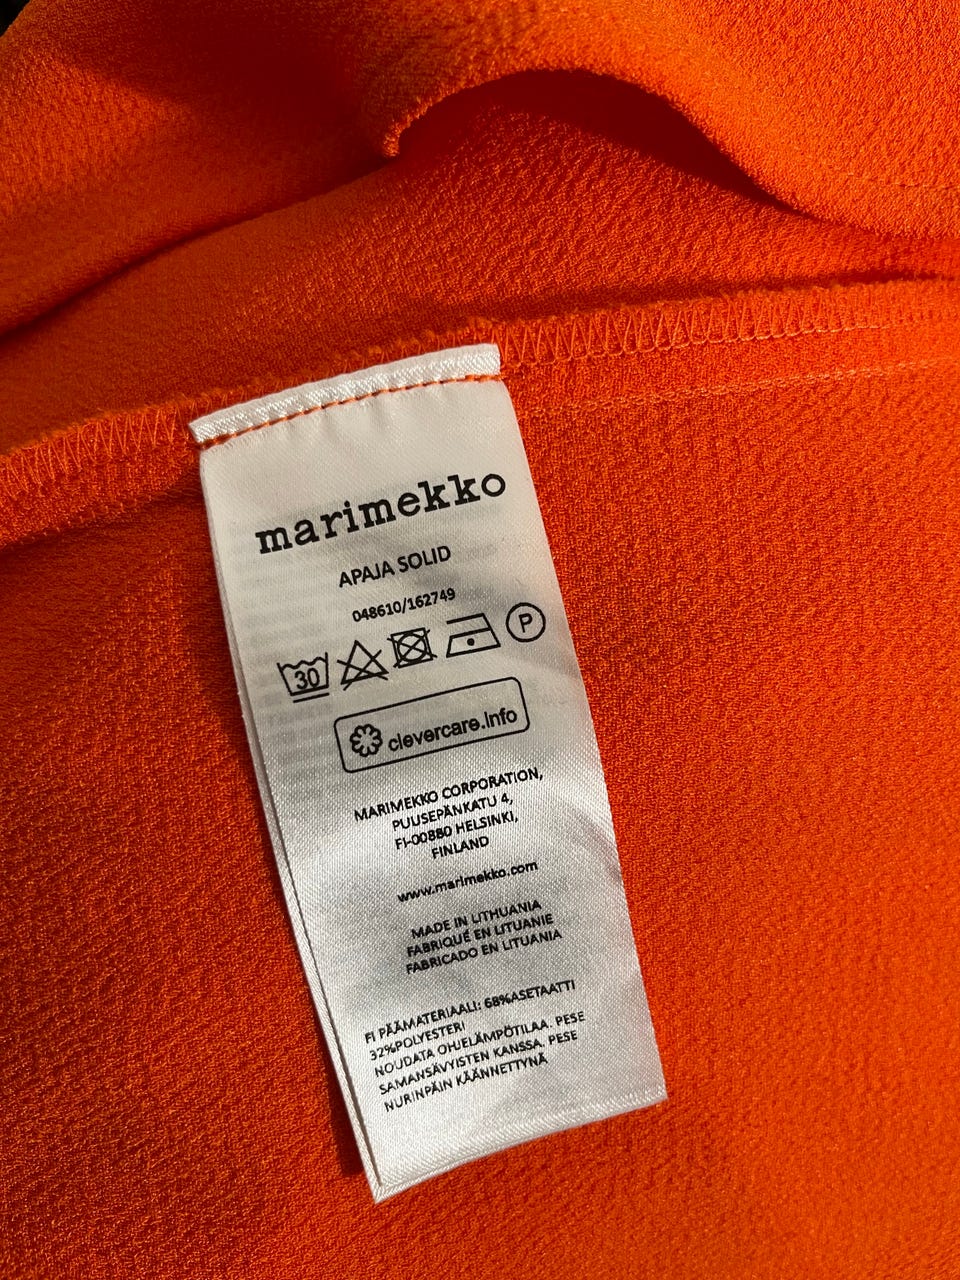 marimekko
APAJA SOLID
048610/162749
30 P
clevercare.info
MARIMEKKO CORPORATION,
PUUSEPÄNKATU 4,
FI-00880 HELSINKI,
FINLAND
www.marimekko.com
MADE IN LITHUANIA
FABRIQUÉ EN LITUANIE
FABRICADO EN LITUANIA
FI PÄÄMATERIAALI: 68%ASETAATTI
32%POLYESTERI
NOUDATA OHJELÄMPÖTILAA. PESE
SAMANSÄVYISTEN KANSSA. PESE
NURINPÄIN KÄÄNNETTYNÄ